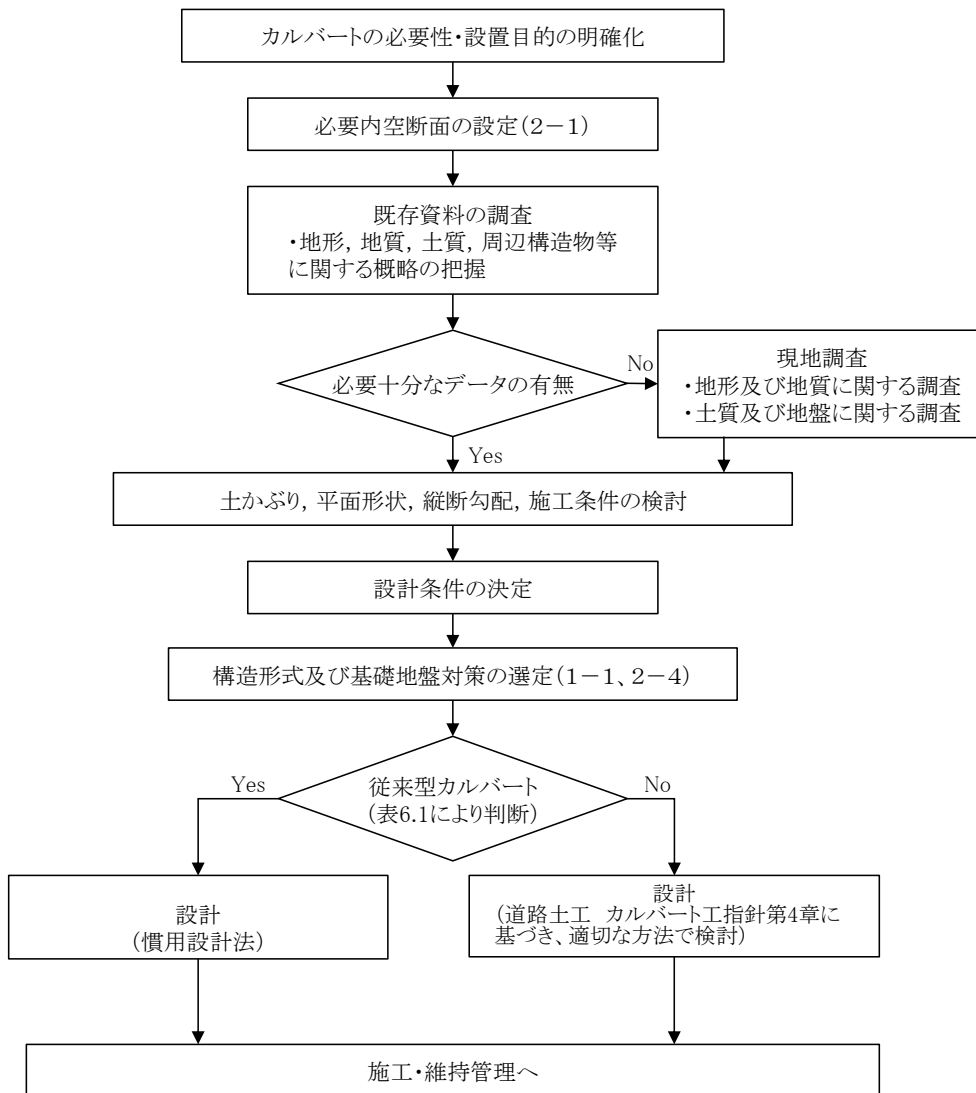 カルバートの必要性・設置目的の明確化
必要内空断面の設定(2－1)
既存資料の調査
・地形, 地質, 土質, 周辺構造物等
に関する概略の把握
必要十分なデータの有無
No
現地調査
・地形及び地質に関する調査
・土質及び地盤に関する調査
Yes
土かぶり, 平面形状, 縦断勾配, 施工条件の検討
設計条件の決定
構造形式及び基礎地盤対策の選定(1－1、2－4)
従来型カルバート
(表6.1により判断)
Yes
No
設計
(慣用設計法)
設計
(道路土工　カルバート工指針第4章に
基づき、適切な方法で検討)
施工・維持管理へ